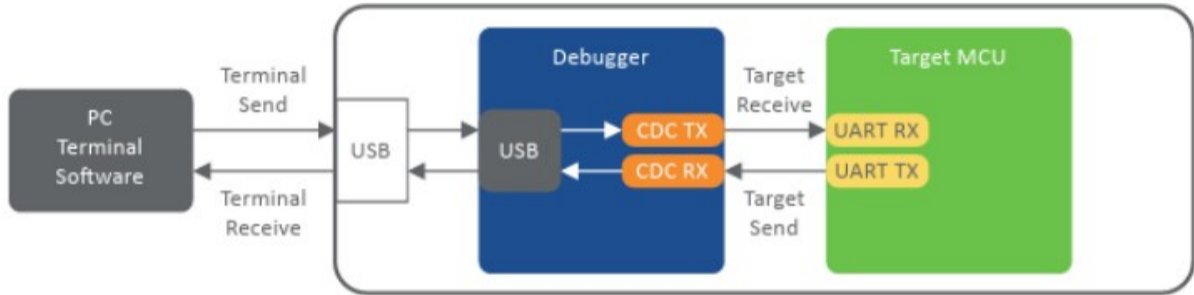 PC
Terminal
Software
Terminal
Send
Terminal
Receive
USB
Debugger
USB
CDC TX
CDC RX
Target
Receive
Target
Send
Target MCU
UART RX
UART TX